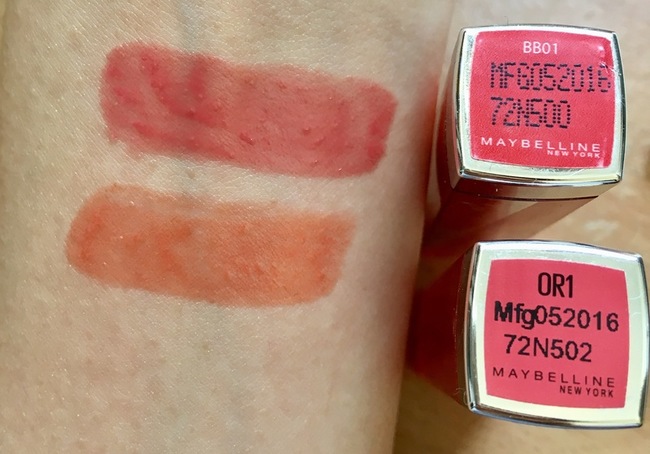 BB01
MFG052016
72N500
MAYBELLINE
NEW YORK
OR1
Mfg052016
72N502
MAYBELLINE
NEW YORK